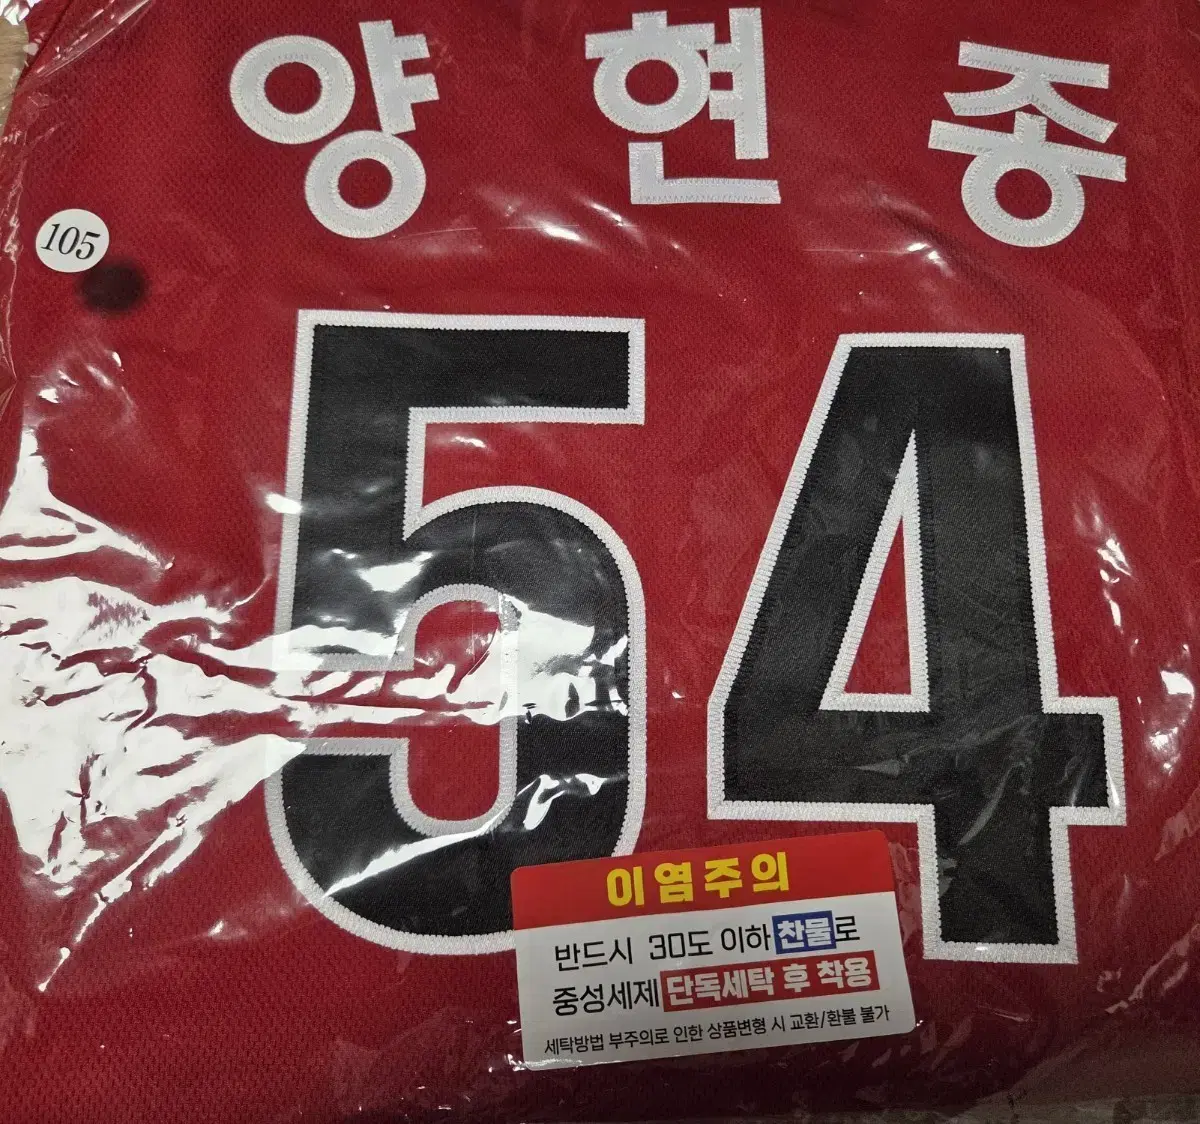 양현종
105
54
이염주의
반드시 30도 이하 찬물로
중성세제 단독세탁 후 착용
세탁방법 부주의로 인한 상품변형 시 교환/환불 불가